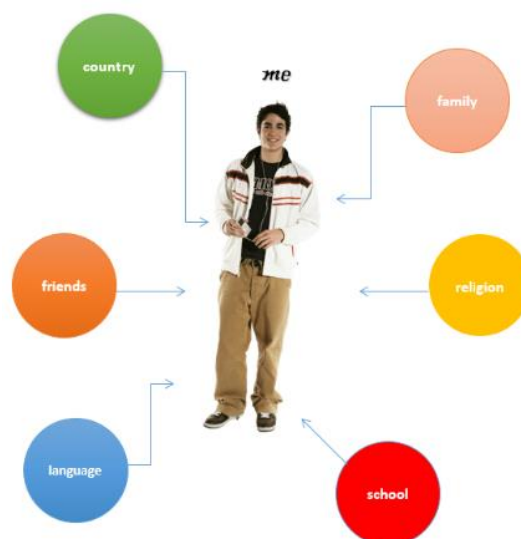 country
me
family
friends
religion
language
school